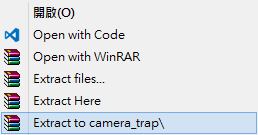 開啟(O)
Open with Code
Open with WinRAR
Extract files...
Extract Here
Extract to camera_trap\